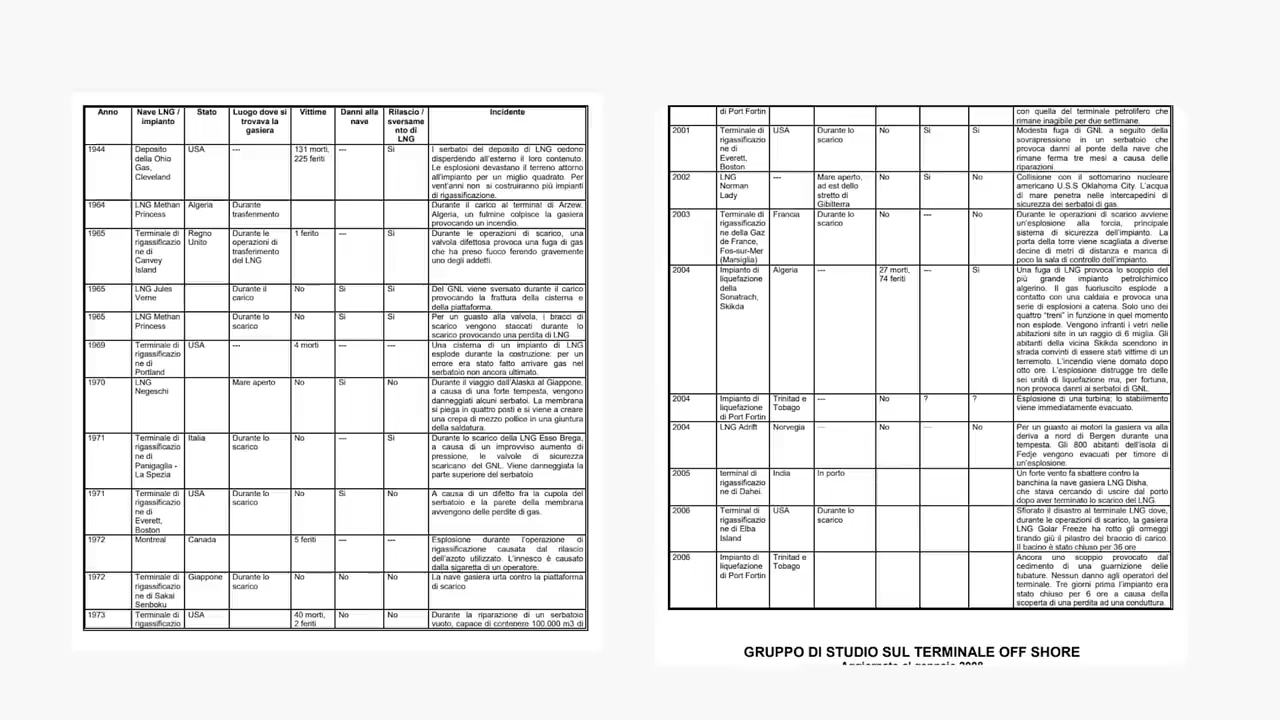 Anno Nave LNG / impianto Stato Luogo dove si trovava la gasiera Vittime Danni alla nave Rilascio / sversamento di LNG Incidente
1944 Deposito della Ohio Gas, Cleveland USA --- 131 morti, 225 feriti --- Sì I serbatoi del deposito di LNG cedono
disperdendo all'esterno il loro contenuto.
Le esplosioni devastano il terreno attorno
all'impianto per un miglio quadrato. Per
vent'anni non si costruiranno più impianti
di rigassificazione.
1964 LNG Methan Princess Algeria Durante trasferimento Durante il carico al terminal di Arzew,
Algeria, un fulmine colpisce la gasiera
provocando un incendio.
1965 Terminale di rigassificazione di Canvey Island Regno Unito Durante le operazioni di trasferimento del LNG 1 ferito --- Sì Durante le operazioni di scarico, una
valvola difettosa provoca una fuga di gas
che ha preso fuoco ferendo gravemente
uno degli addetti.
1965 LNG Jules Verne Durante il carico No Sì Sì Del GNL viene sversato durante il carico
provocando la frattura della cisterna e
della piattaforma.
1965 LNG Methan Princess Durante lo scarico No Sì Sì Per un guasto alla valvola, i bracci di
scarico vengono staccati durante lo
scarico provocando una perdita di LNG
1969 Terminale di rigassificazione di Portland USA --- 4 morti --- --- Una cisterna di un impianto di LNG
esplode durante la costruzione: per un
errore era stato fatto arrivare gas nel
serbatoio non ancora ultimato.
1970 LNG Negeschi Mare aperto No Sì No Durante il viaggio dall'Alaska al Giappone,
a causa di una forte tempesta, vengono
danneggiati alcuni serbatoi. La membrana
si piega in quattro posti e si viene a creare
una crepa di mezzo pollice in una giuntura
della saldatura.
1971 Terminale di rigassificazione di Panigaglia - La Spezia Italia Durante lo scarico No --- Sì Durante lo scarico della LNG Esso Brega,
a causa di un improvviso aumento di
pressione, le valvole di sicurezza
scaricano del GNL. Viene danneggiata la
parte superiore del serbatoio
1971 Terminale di rigassificazione di Everett, Boston USA Durante lo scarico No Sì No A causa di un difetto fra la cupola del
serbatoio e la parete della membrana
avvengono delle perdite di gas.
1972 Montreal Canada 5 feriti --- --- Esplosione durante l'operazione di
rigassificazione causata dal rilascio
dell'azoto utilizzato. L'innesco è causato
dalla sigaretta di un operatore.
1972 Terminale di rigassificazione di Sakai Senboku Giappone Durante lo scarico No No No La nave gasiera urta contro la piattaforma
di scarico
1973 Terminale di rigassificazio USA 40 morti, 2 feriti No No Durante la riparazione di un serbatoio
vuoto, capace di contenere 100.000 m3 di
di Port Fortin con quella del terminale petrolifero che
rimane inagibile per due settimane.
2001 Terminale di rigassificazione di Everett, Boston USA Durante lo scarico No Sì Sì Modesta fuga di GNL a seguito della
sovrapressione in un serbatoio che
provoca danni al ponte della nave che
rimane ferma tre mesi a causa delle
riparazioni
2002 LNG Norman Lady --- Mare aperto, ad est dello stretto di Gibilterra No Sì No Collisione con il sottomarino nucleare
americano U.S.S Oklahoma City. L'acqua
di mare penetra nelle intercapedini di
sicurezza dei serbatoi di gas.
2003 Terminale di rigassificazione della Gaz de France, Fos-sur-Mer (Marsiglia) Francia Durante lo scarico No --- No Durante le operazioni di scarico avviene
un'esplosione alla torcia, principale
sistema di sicurezza dell'impianto. La
porta della torre viene scagliata a diverse
decine di metri di distanza e manca di
poco la sala di controllo dell'impianto.
2004 Impianto di liquefazione della Sonatrach, Skikda Algeria --- 27 morti, 74 feriti --- Sì Una fuga di LNG provoca lo scoppio del
più grande impianto petrolchimico
algerino. Il gas fuoriuscito esplode a
contatto con una caldaia e provoca una
serie di esplosioni a catena. Solo uno dei
quattro "treni" in funzione in quel momento
non esplode. Vengono infranti i vetri nelle
abitazioni site in un raggio di 6 miglia. Gli
abitanti della vicina Skikda scendono in
strada convinti di essere stati vittime di un
terremoto. L'incendio viene domato dopo
otto ore. L'esplosione distrugge tre delle
sei unità di liquefazione ma, per fortuna,
non provoca danni ai serbatoi di GNL.
2004 Impianto di liquefazione di Port Fortin Trinitad e Tobago --- No ? ? Esplosione di una turbina; lo stabilimento
viene immediatamente evacuato.
2004 LNG Adrift Norvegia --- No --- No Per un guasto ai motori la gasiera va alla
deriva a nord di Bergen durante una
tempesta. Gli 800 abitanti dell'isola di
Fedje vengono evacuati per timore di
un'esplosione.
2005 terminal di rigassificazione di Dahei. India In porto Un forte vento fa sbattere contro la
banchina la nave gasiera LNG Disha,
che stava cercando di uscire dal porto
dopo aver terminato lo scarico del LNG.
2006 Terminal di rigassificazione di Elba Island USA Durante lo scarico Sfiorato il disastro al terminale LNG dove,
durante le operazioni di scarico, la gasiera
LNG Golar Freeze ha rotto gli ormeggi
tirando giù il pilastro del braccio di carico.
Il bacino è stato chiuso per 36 ore
2006 Impianto di liquefazione di Port Fortin Trinitad e Tobago Ancora uno scoppio provocato dal
cedimento di una guarnizione delle
tubature. Nessun danno agli operatori del
terminale. Tre giorni prima l'impianto era
stato chiuso per 6 ore a causa della
scoperta di una perdita ad una conduttura.
GRUPPO DI STUDIO SUL TERMINALE OFF SHORE
Aggiornato al gennaio 2008